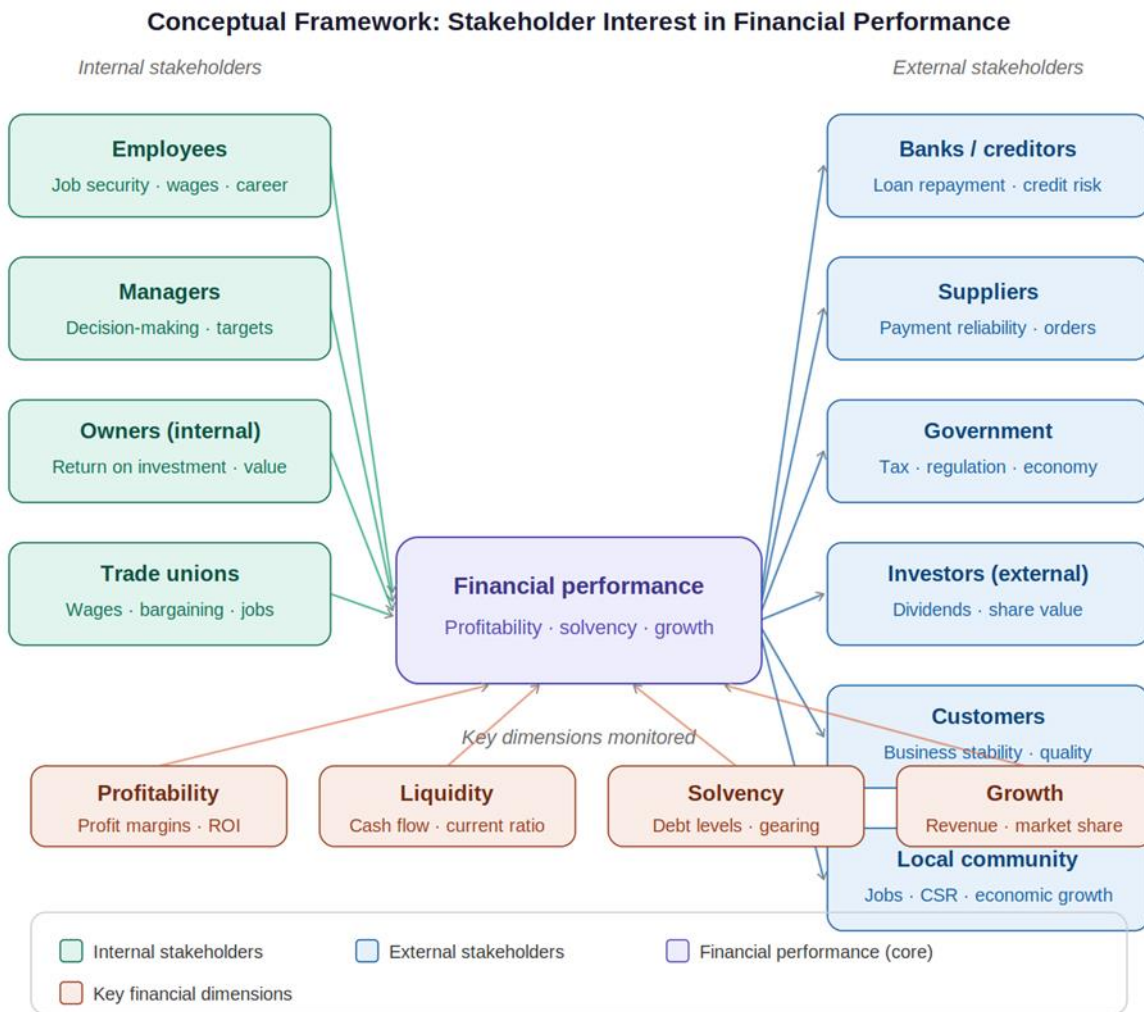 Conceptual Framework: Stakeholder Interest in Financial Performance
Internal stakeholders
External stakeholders
Employees
Job security · wages · career
Banks / creditors
Loan repayment · credit risk
Managers
Decision-making · targets
Suppliers
Payment reliability · orders
Owners (internal)
Return on investment · value
Government
Tax · regulation · economy
Trade unions
Wages · bargaining · jobs
Financial performance
Profitability · solvency · growth
Investors (external)
Dividends · share value
Customers
Business stability · quality
Key dimensions monitored
Profitability
Profit margins · ROI
Liquidity
Cash flow · current ratio
Solvency
Debt levels · gearing
Growth
Revenue · market share
Local community
Jobs · CSR · economic growth
Internal stakeholders
External stakeholders
Financial performance (core)
Key financial dimensions